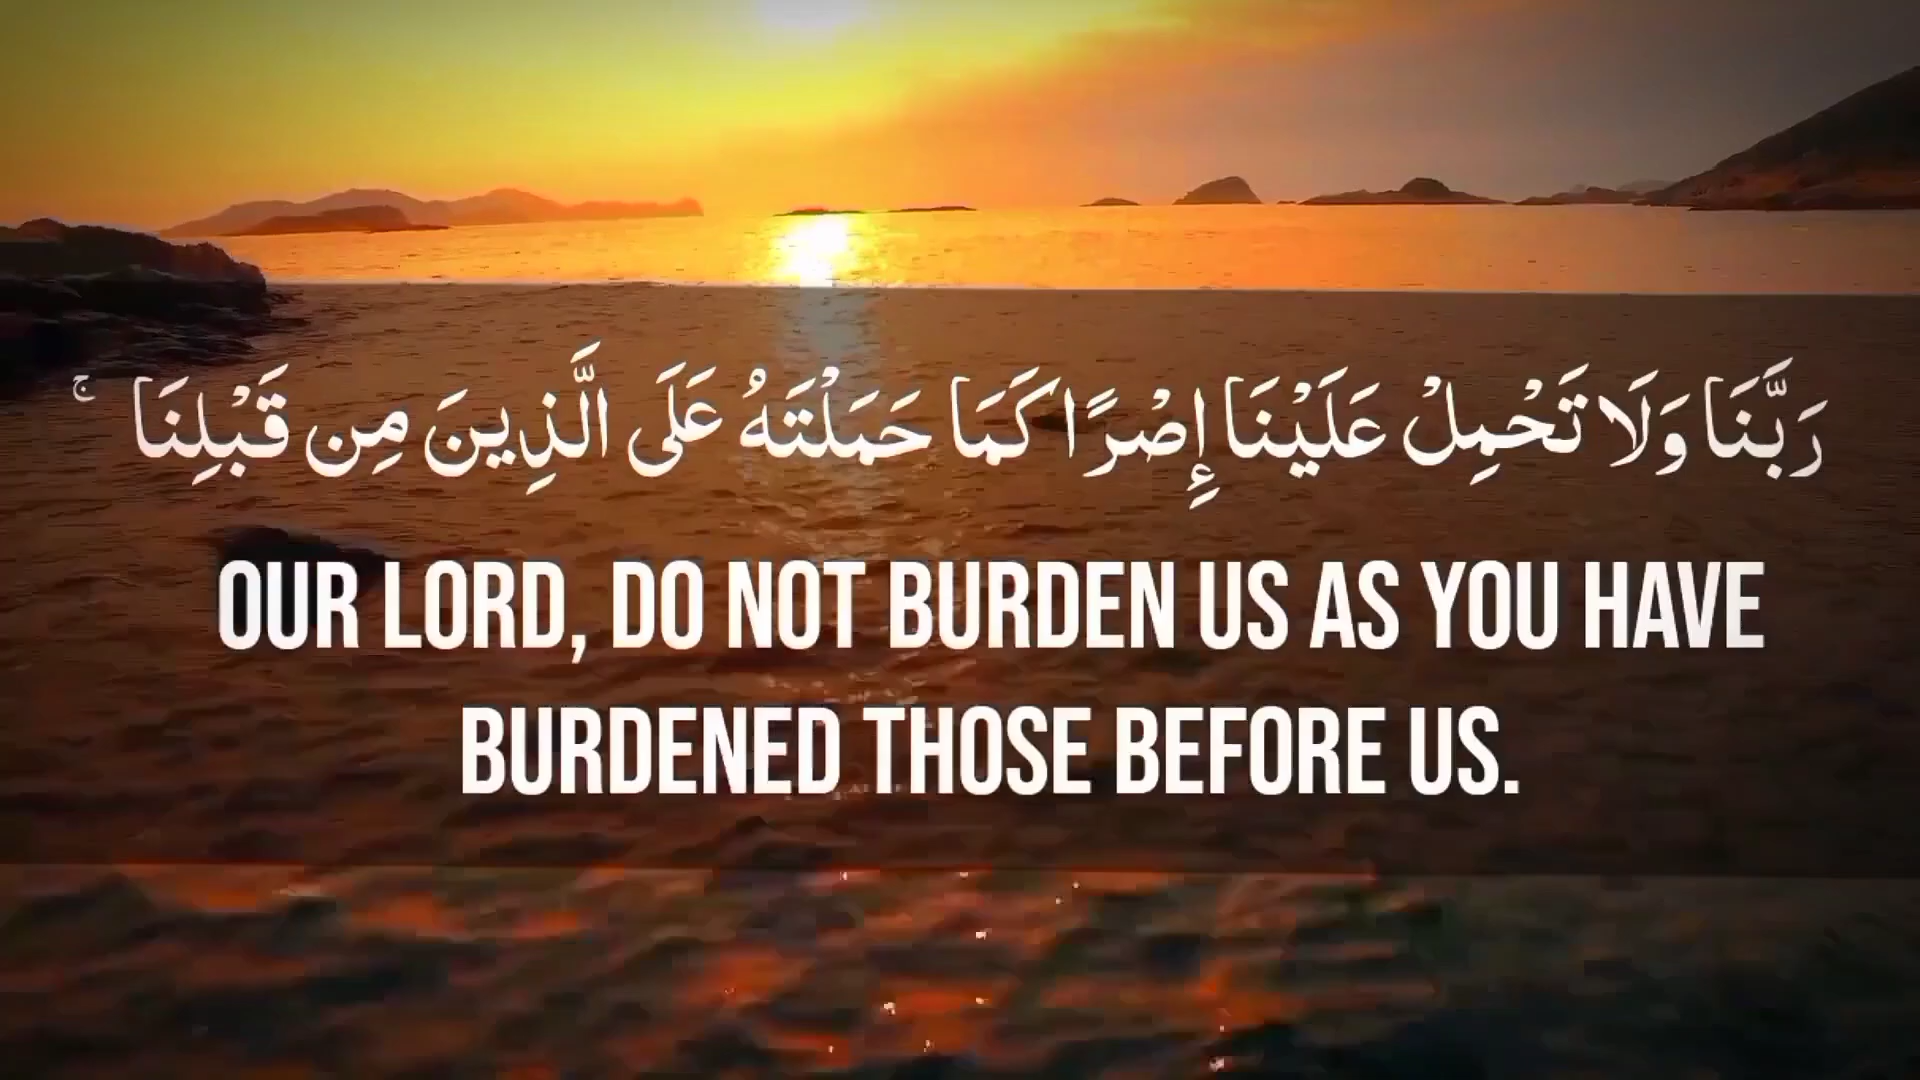 رَبَّنَا وَلَا تَحْمِلْ عَلَيْنَا إِصْرًا كَمَا حَمَلْتَهُ عَلَى الَّذِينَ مِن قَبْلِنَا ۚ
OUR LORD, DO NOT BURDEN US AS YOU HAVE
BURDENED THOSE BEFORE US.